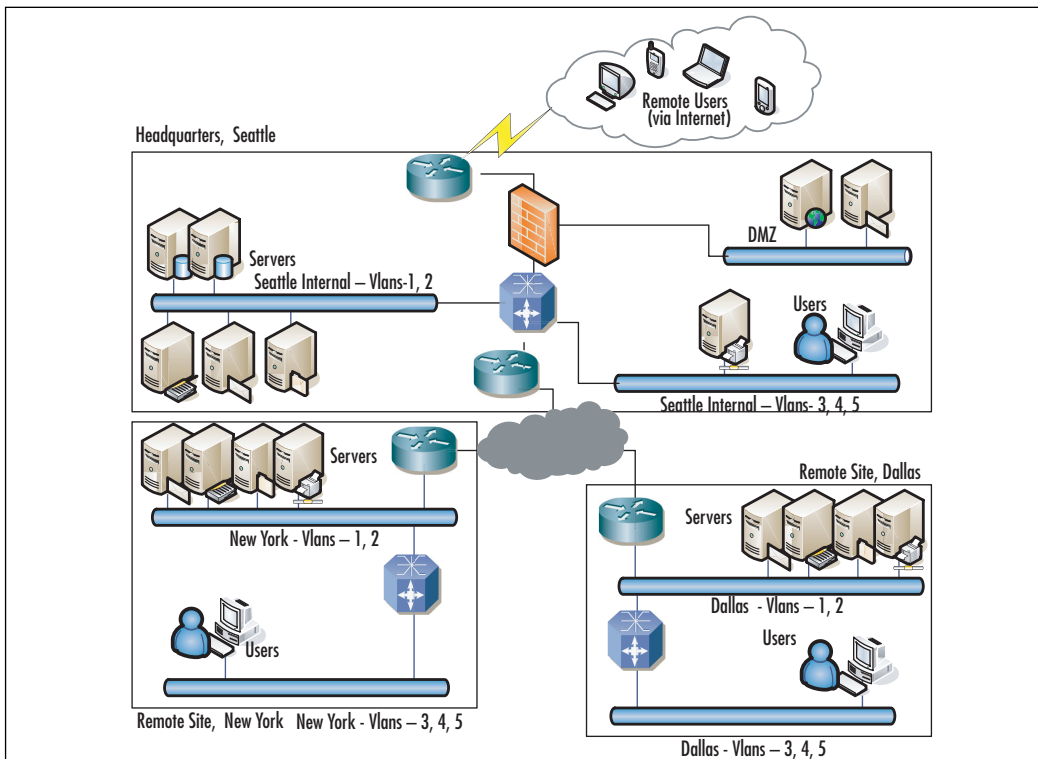 Remote Users
(via Internet)
Headquarters, Seattle
DMZ
Servers
Seattle Internal – Vlans-1, 2
Users
Seattle Internal – Vlans- 3, 4, 5
Servers
New York - Vlans – 1, 2
Users
Remote Site, New York
New York - Vlans – 3, 4, 5
Remote Site, Dallas
Servers
Dallas - Vlans – 1, 2
Users
Dallas - Vlans – 3, 4, 5